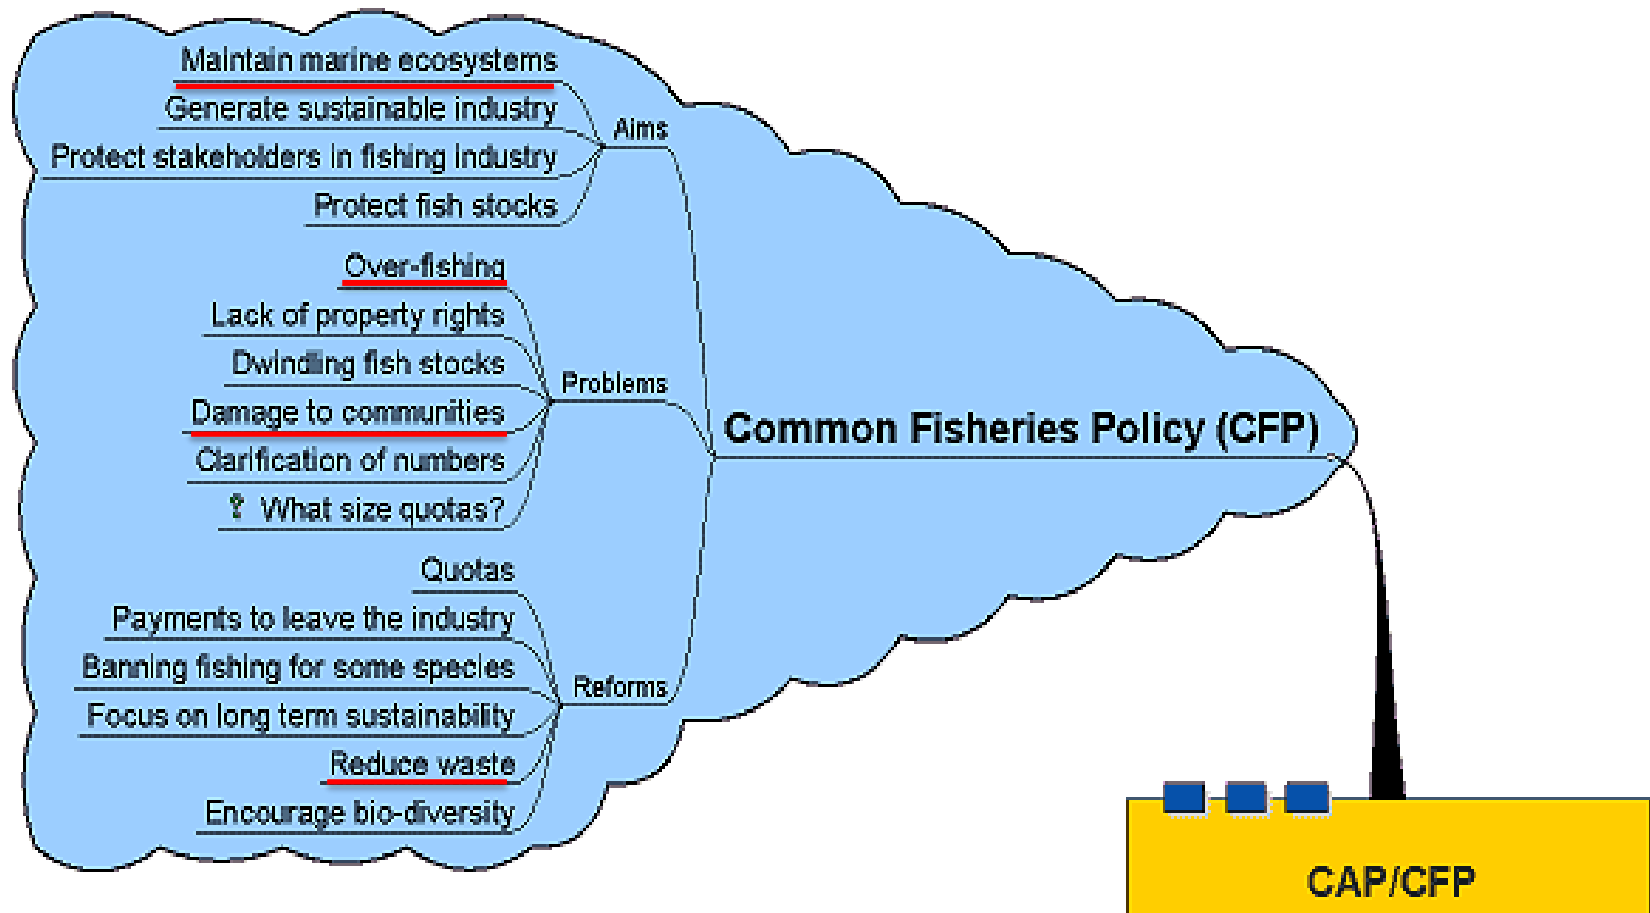 Maintain marine ecosystems
Generate sustainable industry
Protect stakeholders in fishing industry
Protect fish stocks
Aims
Over-fishing
Lack of property rights
Dwindling fish stocks
Damage to communities
Clarification of numbers
? What size quotas?
Problems
Common Fisheries Policy (CFP)
Quotas
Payments to leave the industry
Banning fishing for some species
Focus on long term sustainability
Reduce waste
Encourage bio-diversity
Reforms
CAP/CFP